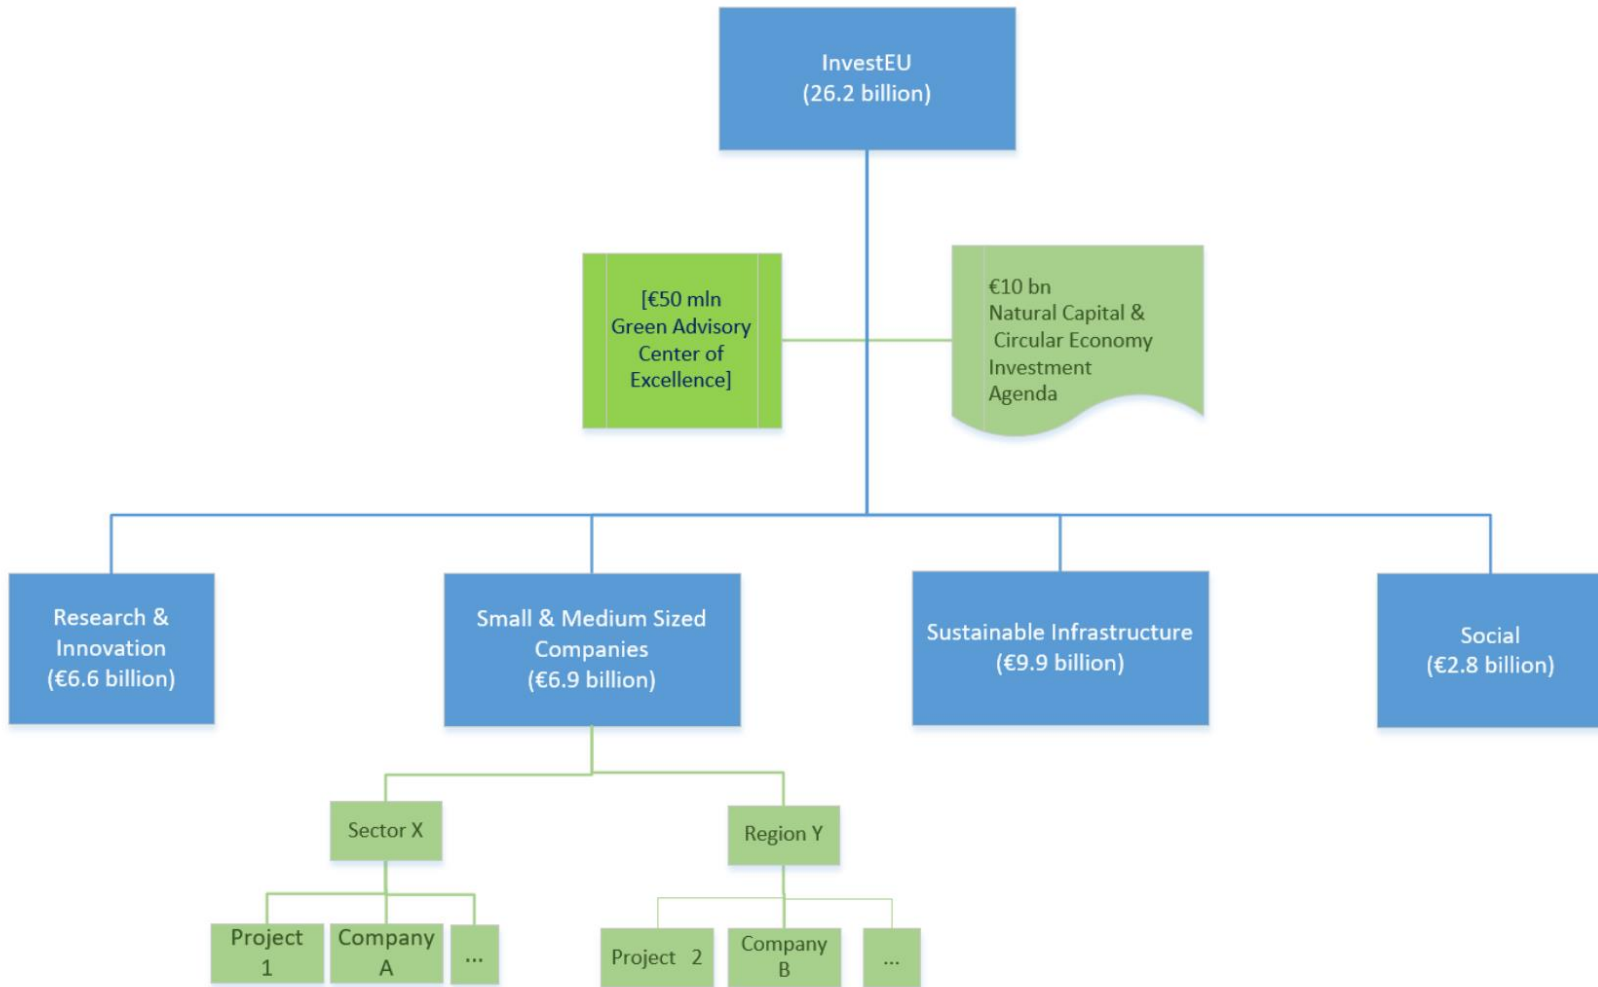 InvestEU
(26.2 billion)
[€50 mln
Green Advisory
Center of
Excellence]
€10 bn
Natural Capital &
Circular Economy
Investment
Agenda
Research &
Innovation
(€6.6 billion)
Small & Medium Sized
Companies
(€6.9 billion)
Sustainable Infrastructure
(€9.9 billion)
Social
(€2.8 billion)
Sector X
Region Y
Project
1
Company
A
...
Project 2
Company
B
...